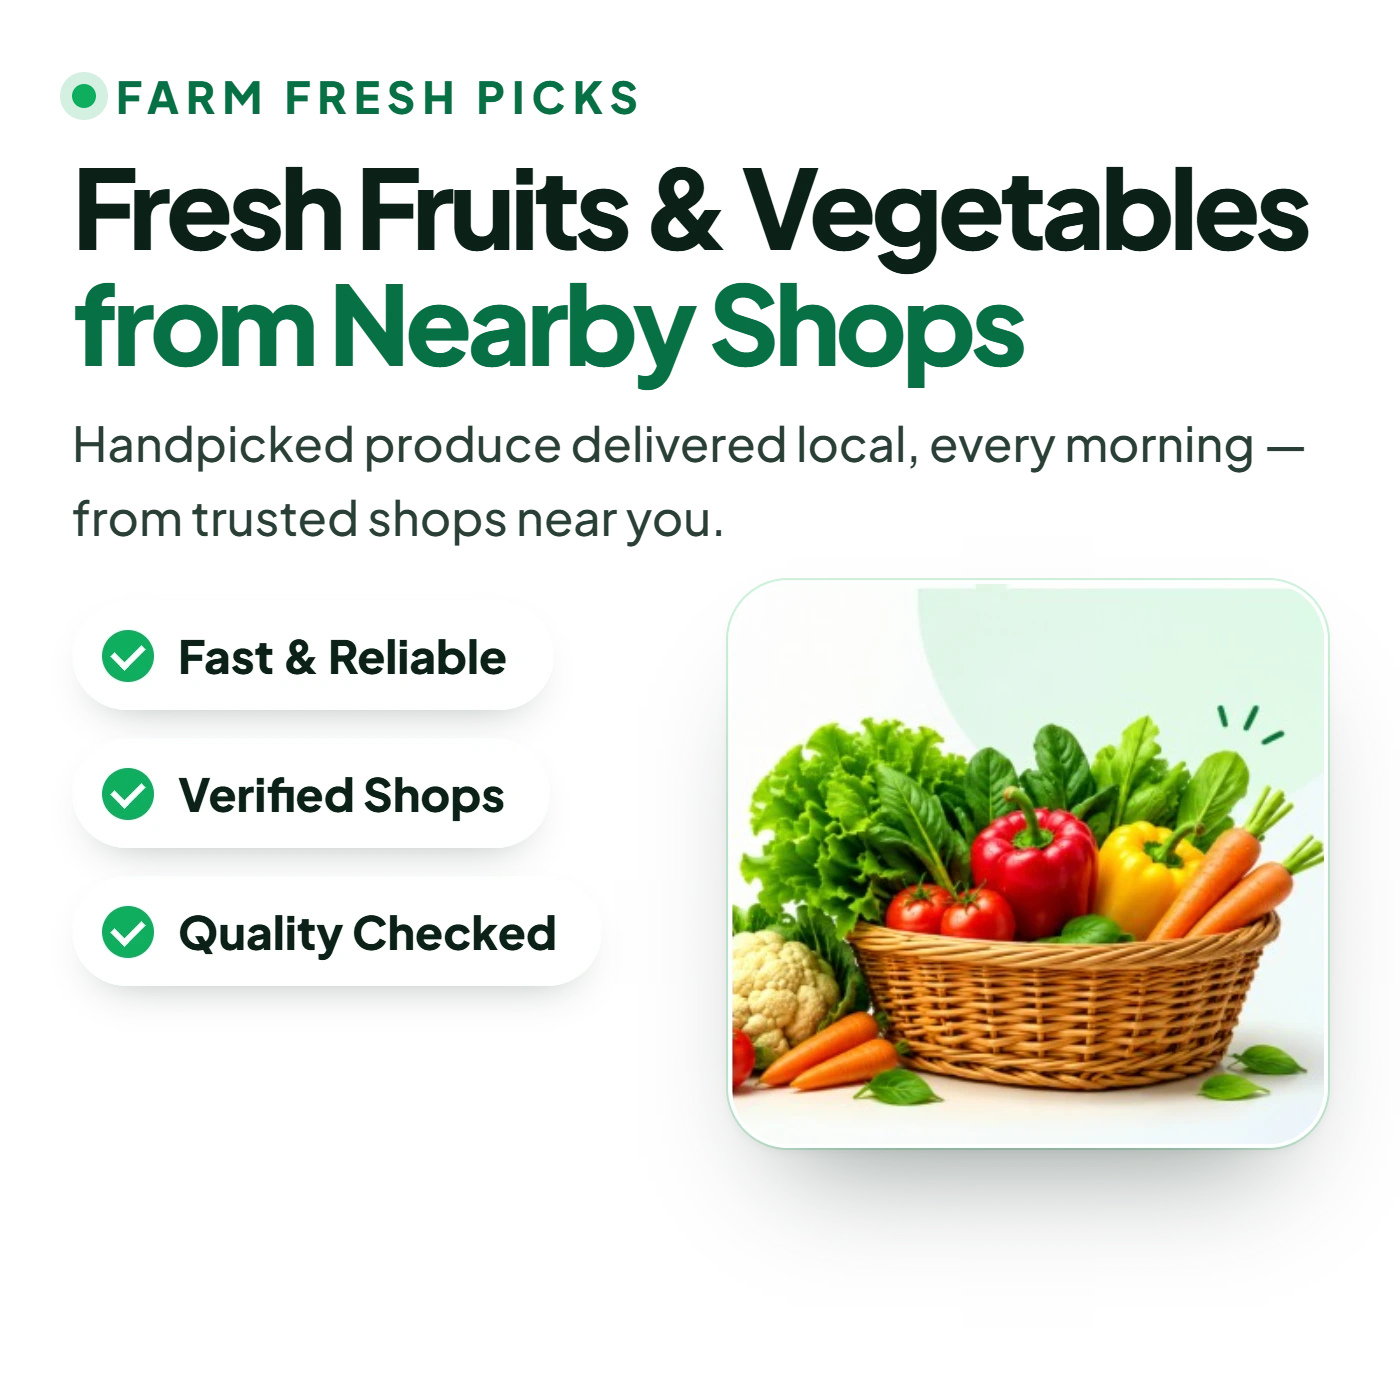 FARM FRESH PICKS
Fresh Fruits & Vegetables
from Nearby Shops
Handpicked produce delivered local, every morning —
from trusted shops near you.
Fast & Reliable
Verified Shops
Quality Checked